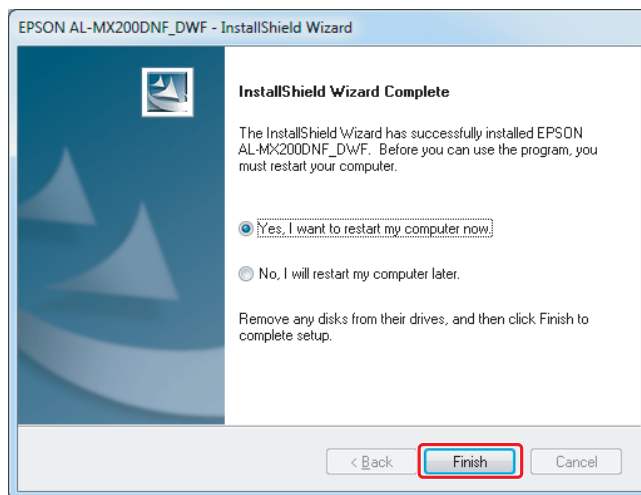 EPSON AL-MX200DNF_DWF - InstallShield Wizard
InstallShield Wizard Complete
The InstallShield Wizard has successfully installed EPSON
AL-MX200DNF_DWF.  Before you can use the program, you
must restart your computer.
Yes, I want to restart my computer now.
No, I will restart my computer later.
Remove any disks from their drives, and then click Finish to
complete setup.
< Back
Finish
Cancel